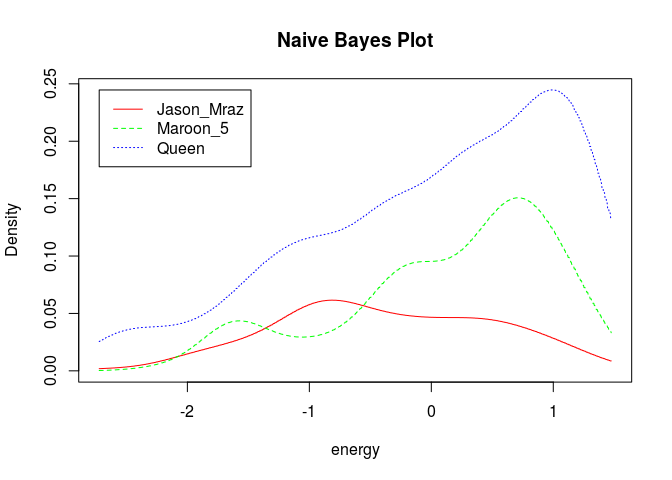 Naive Bayes Plot
Jason_Mraz
Maroon_5
Queen
Density
0.25
0.20
0.15
0.10
0.05
0.00
-2 -1 0 1
energy